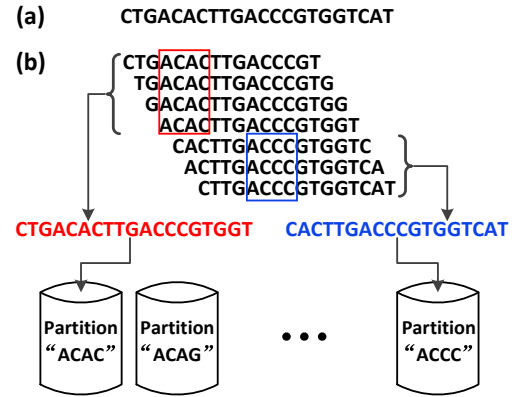 (a) CTGACACTTGACCCGTGGTCAT
(b) CTGACACTTGACCCGT
TGACACTTGACCCGTG
GACACTTGACCCGTGG
ACACTTGACCCGTGGT
CACTTGACCCGTGGTC
ACTTGACCCGTGGTCA
CTTGACCCGTGGTCAT
CTGACACTTGACCCGTGGT CACTTGACCCGTGGTCAT
Partition Partition Partition
“ACAC” “ACAG” ••• “ACCC”